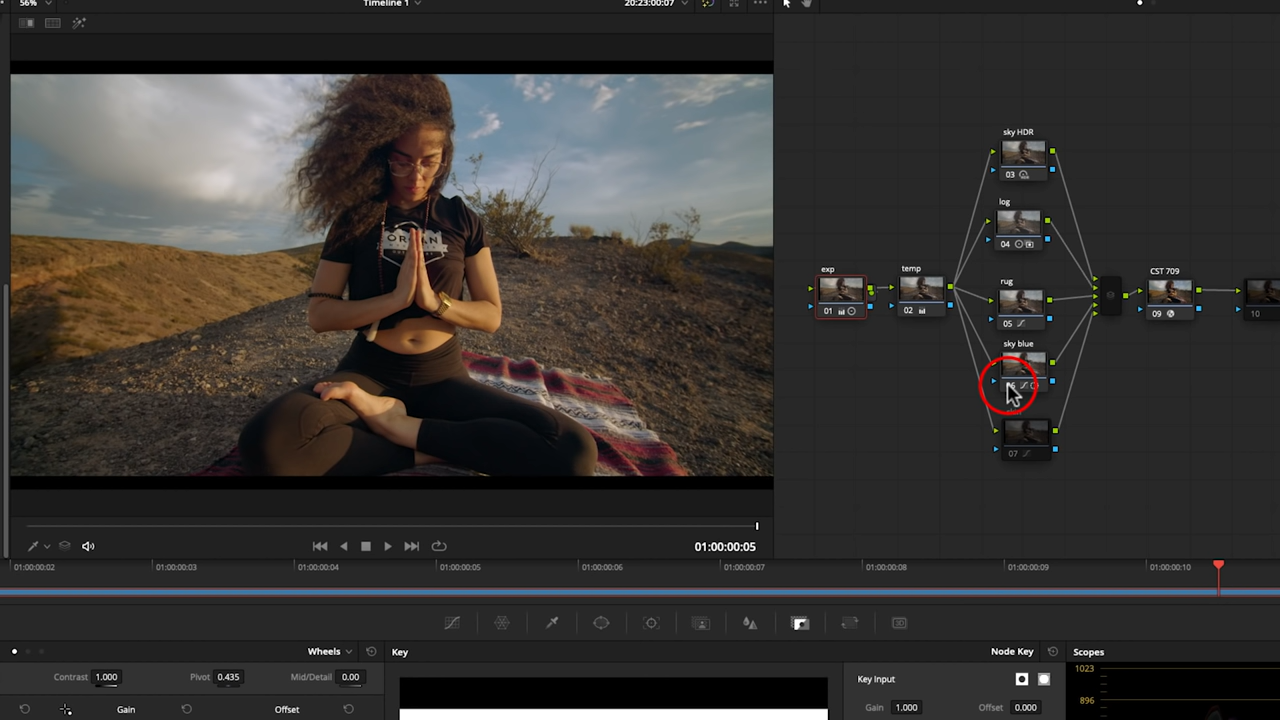 56%
Timeline 1
20:23:00:07
sky HDR
03
log
04
exp
01
temp
02
rug
05
CST 709
09
10
sky blue
07
01:00:00:05
01:00:00:02
01:00:00:03
01:00:00:04
01:00:00:05
01:00:00:06
01:00:00:07
01:00:00:08
01:00:00:09
01:00:00:10
3D
Wheels
Key
Node Key
Scopes
Contrast 1.000
Pivot 0.435
Mid/Detail 0.00
Key Input
1023
Gain
Offset
Gain 1.000
Offset 0.000
896